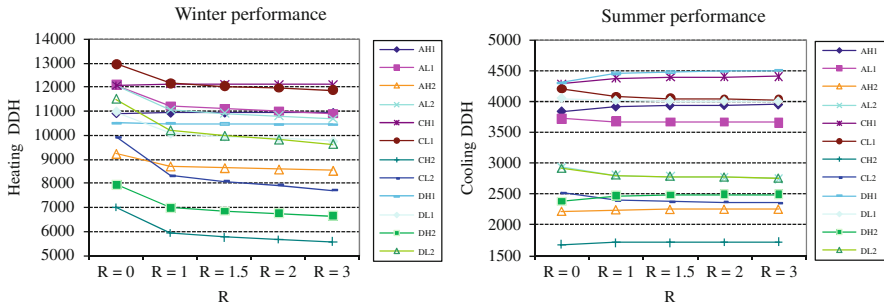 Winter performance
Heating DDH
14000
13000
12000
11000
10000
9000
8000
7000
6000
5000
R = 0 R = 1 R = 1.5 R = 2 R = 3
R
AH1
AL1
AH2
AL2
CH1
CL1
CH2
CL2
DH1
DL1
DH2
DL2
Summer performance
Cooling DDH
5000
4500
4000
3500
3000
2500
2000
1500
R = 0 R = 1 R = 1.5 R = 2 R = 3
R
AH1
AL1
AH2
AL2
CH1
CL1
CH2
CL2
DH1
DL1
DH2
DL2